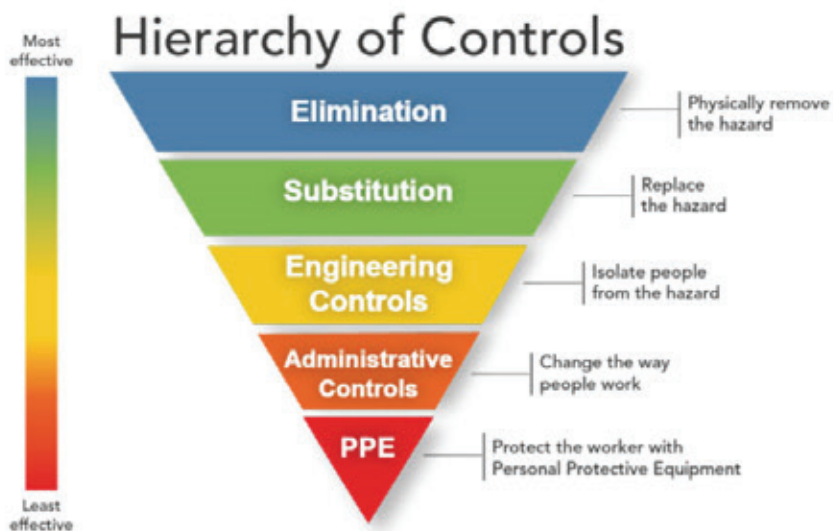 Hierarchy of Controls
Most
effective
Elimination
Physically remove
the hazard
Substitution
Replace
the hazard
Engineering
Controls
Isolate people
from the hazard
Administrative
Controls
Change the way
people work
PPE
Protect the worker with
Personal Protective Equipment
Least
effective